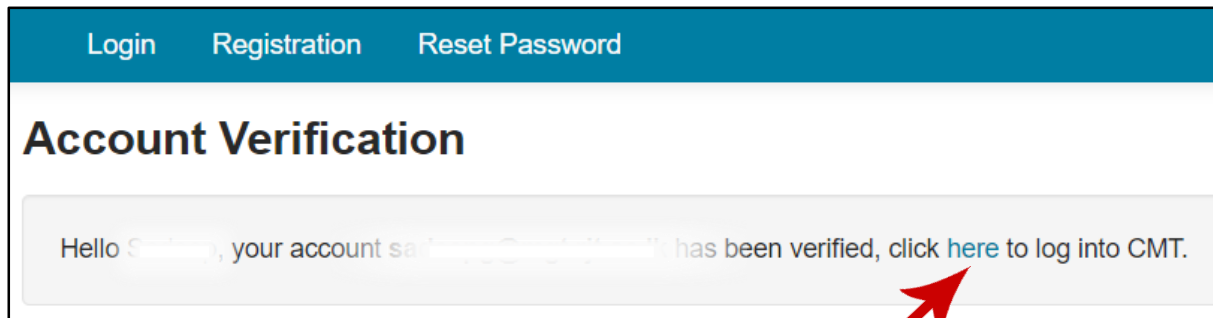 Login Registration Reset Password
Account Verification
Hello , your account has been verified, click here to log into CMT.